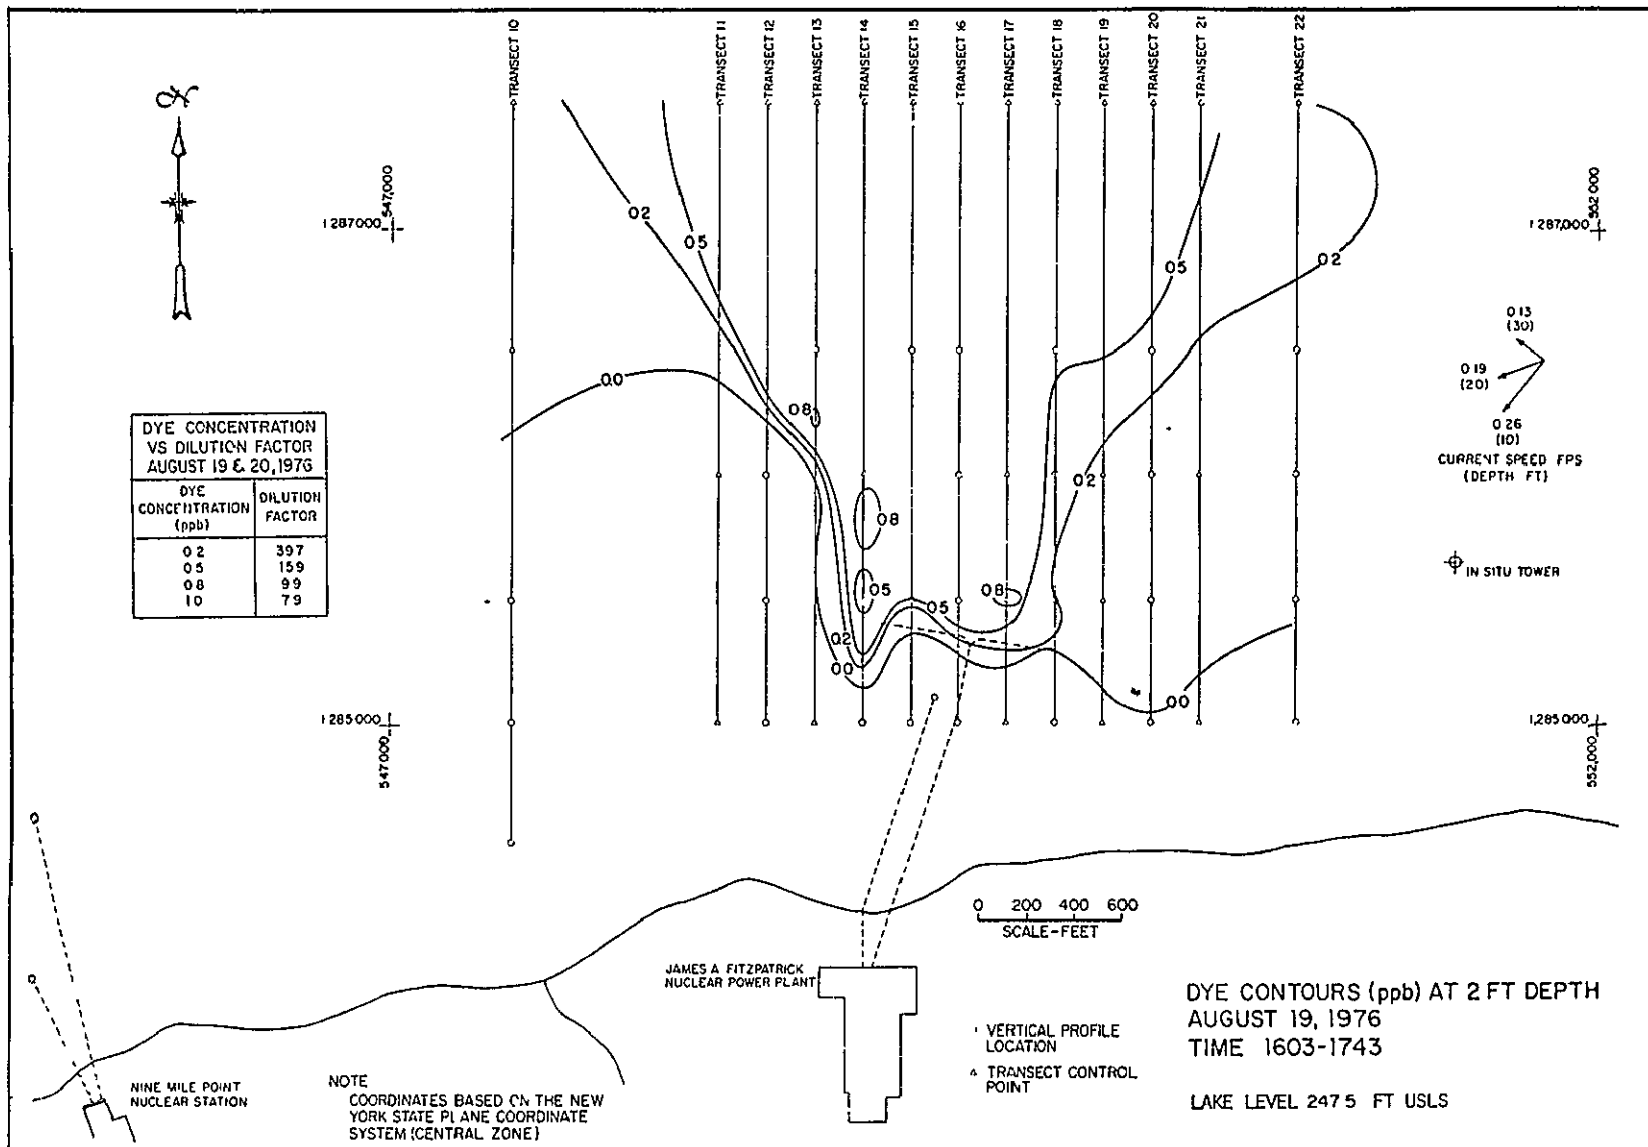 TRANSECT 10
TRANSECT 11
TRANSECT 12
TRANSECT 13
TRANSECT 14
TRANSECT 15
TRANSECT 16
TRANSECT 17
TRANSECT 18
TRANSECT 19
TRANSECT 20
TRANSECT 21
TRANSECT 22
547,000
1 287000
552000
1 287,000
02
05
05
02
00
08
02
08
05
08
05
02
00
00
0 13
(30)
0 19
(20)
0 26
(10)
CURRENT SPEED FPS
(DEPTH FT)
IN SITU TOWER
DYE CONCENTRATION
VS DILUTION FACTOR
AUGUST 19 & 20, 1976
DYE
CONCENTRATION
(ppb)
DILUTION
FACTOR
0 2 397
0 5 159
0 8 99
1 0 79
1 285 000
547 000
1,285 000
552,000
0 200 400 600
SCALE-FEET
JAMES A FITZPATRICK
NUCLEAR POWER PLANT
VERTICAL PROFILE
LOCATION
TRANSECT CONTROL
POINT
NINE MILE POINT
NUCLEAR STATION
NOTE
COORDINATES BASED ON THE NEW
YORK STATE PLANE COORDINATE
SYSTEM (CENTRAL ZONE)
DYE CONTOURS (ppb) AT 2 FT DEPTH
AUGUST 19, 1976
TIME 1603-1743
LAKE LEVEL 247 5 FT USLS